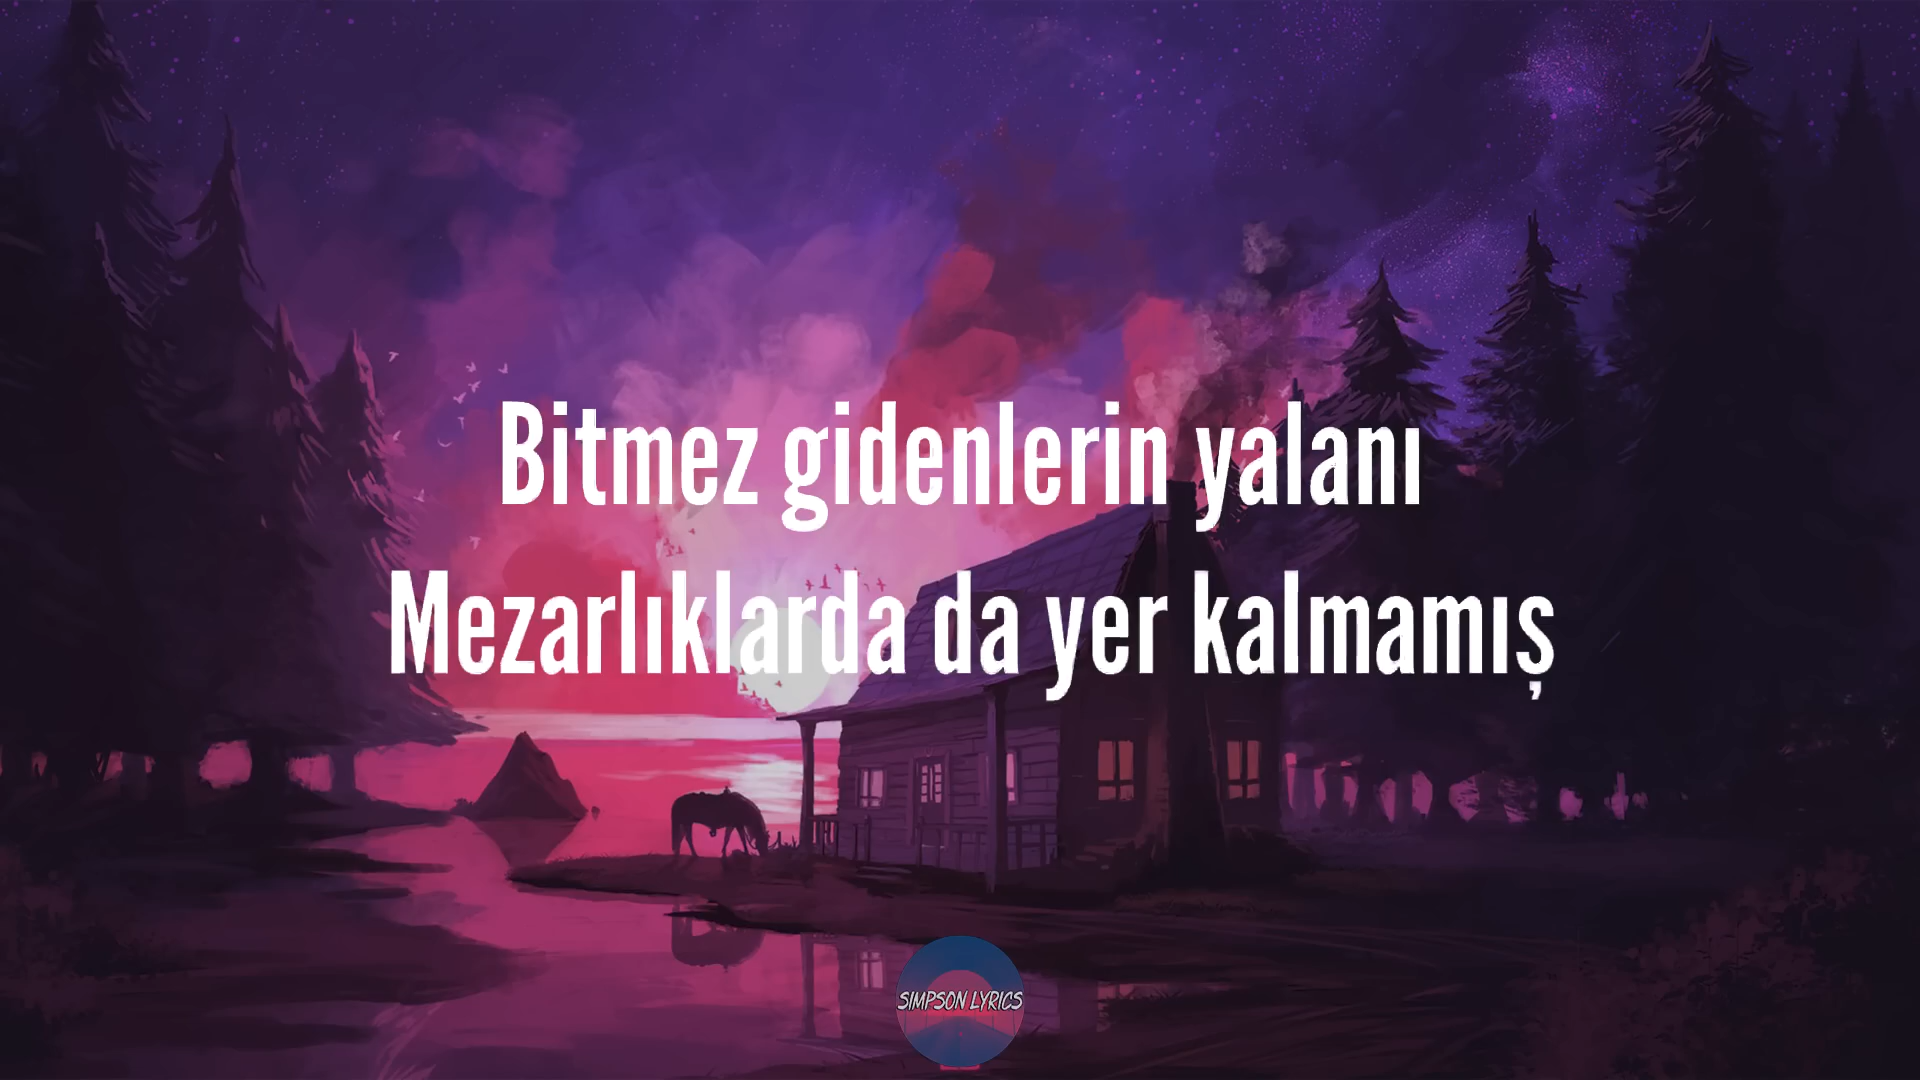 Bitmez gidenlerin yalanı
Mezarlıklarda da yer kalmamış
SIMPSON LYRICS